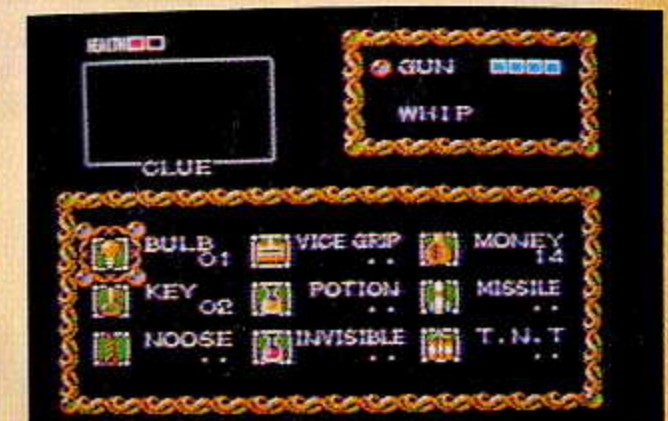 HEALTH
GUN
WHIP
CLUE
BULB VICE GRIP MONEY
01 .. 14
KEY POTION MISSILE
02 .. ..
NOOSE INVISIBLE T.N.T
.. .. ..